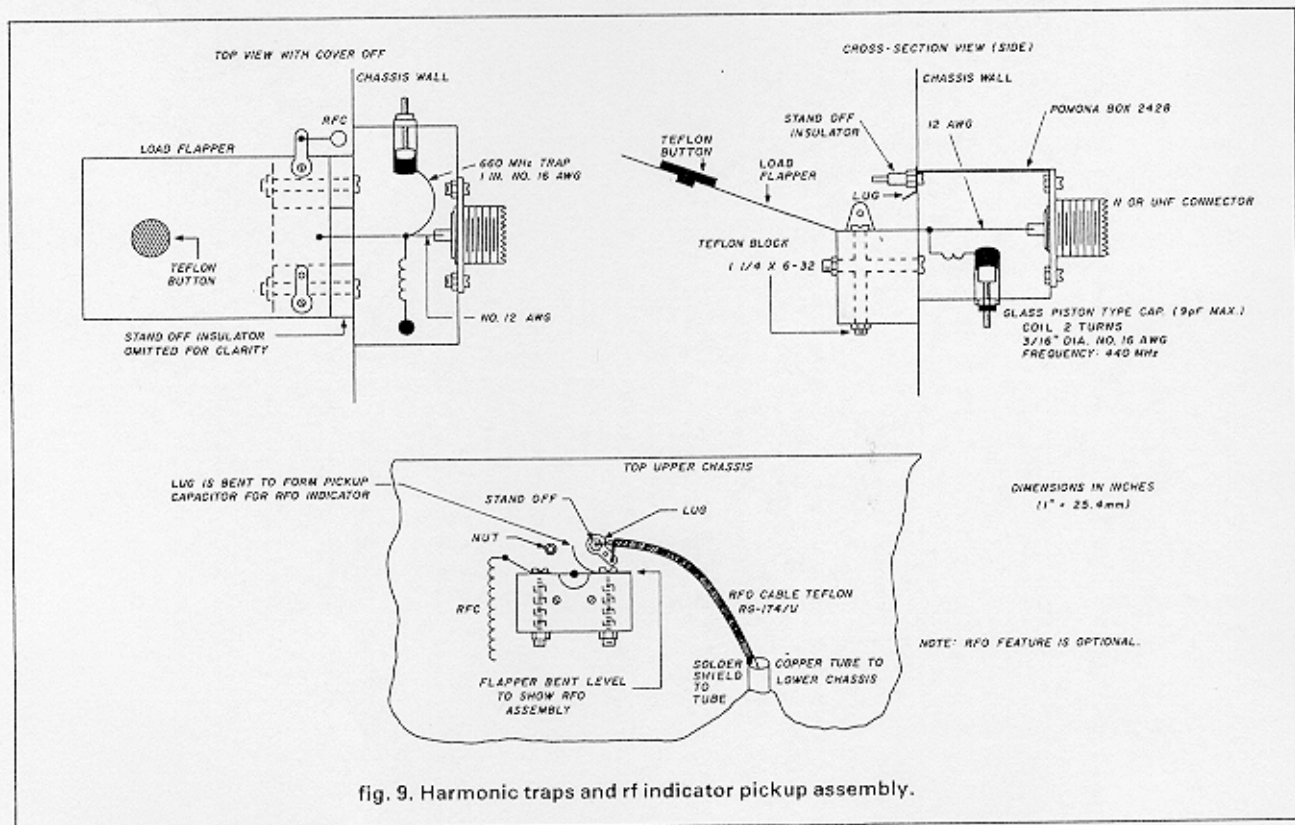 TOP VIEW WITH COVER OFF
CHASSIS WALL
RFC
LOAD FLAPPER
660 MHz TRAP
1 IN. NO. 16 AWG
TEFLON
BUTTON
NO. 12 AWG
STAND OFF INSULATOR
OMITTED FOR CLARITY
CROSS-SECTION VIEW (SIDE)
CHASSIS WALL
POMONA BOX 2428
STAND OFF
INSULATOR
12 AWG
TEFLON
BUTTON
LOAD
FLAPPER
LUG
N OR UHF CONNECTOR
TEFLON BLOCK
1 1/4 X 6-32
GLASS PISTON TYPE CAP. (9pF MAX.)
COIL 2 TURNS
3/16" DIA. NO. 16 AWG
FREQUENCY: 440 MHz
TOP UPPER CHASSIS
LUG IS BENT TO FORM PICKUP
CAPACITOR FOR RFO INDICATOR
STAND OFF
LUG
NUT
RFC
RFO CABLE TEFLON
RG-174/U
FLAPPER BENT LEVEL
TO SHOW RFO
ASSEMBLY
SOLDER
SHIELD
TO
TUBE
COPPER TUBE TO
LOWER CHASSIS
DIMENSIONS IN INCHES
(1" = 25.4mm)
NOTE: RFO FEATURE IS OPTIONAL.
fig. 9. Harmonic traps and rf indicator pickup assembly.